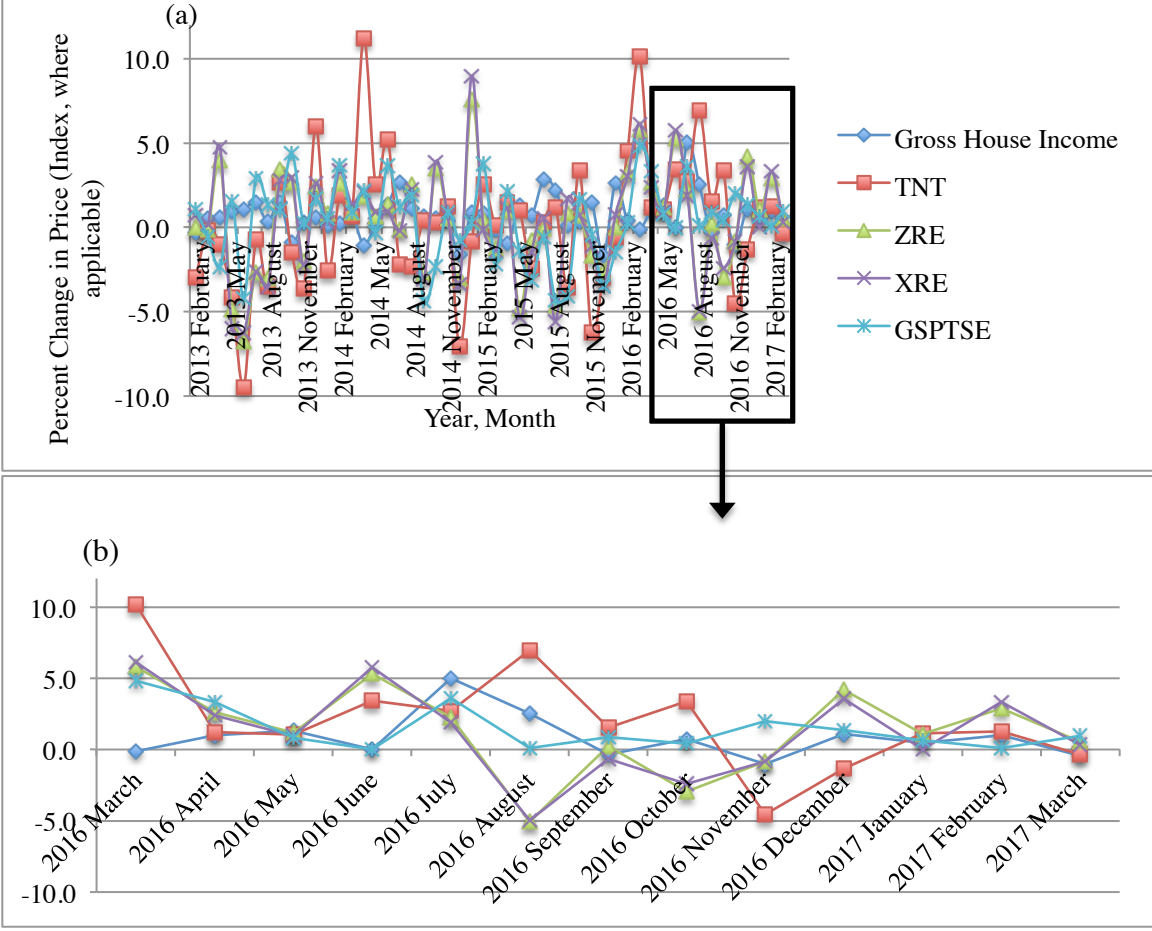 (a)
Percent Change in Price (Index, where
applicable)
10.0
5.0
0.0
-5.0
-10.0
2013 February
2013 May
2013 August
2013 November
2014 February
2014 May
2014 August
2014 November
2015 February
2015 May
2015 August
2015 November
2016 February
2016 May
2016 August
2016 November
2017 February
Year, Month
Gross House Income
TNT
ZRE
XRE
GSPTSE
(b)
10.0
5.0
0.0
-5.0
-10.0
2016 March
2016 April
2016 May
2016 June
2016 July
2016 August
2016 September
2016 October
2016 November
2016 December
2017 January
2017 February
2017 March